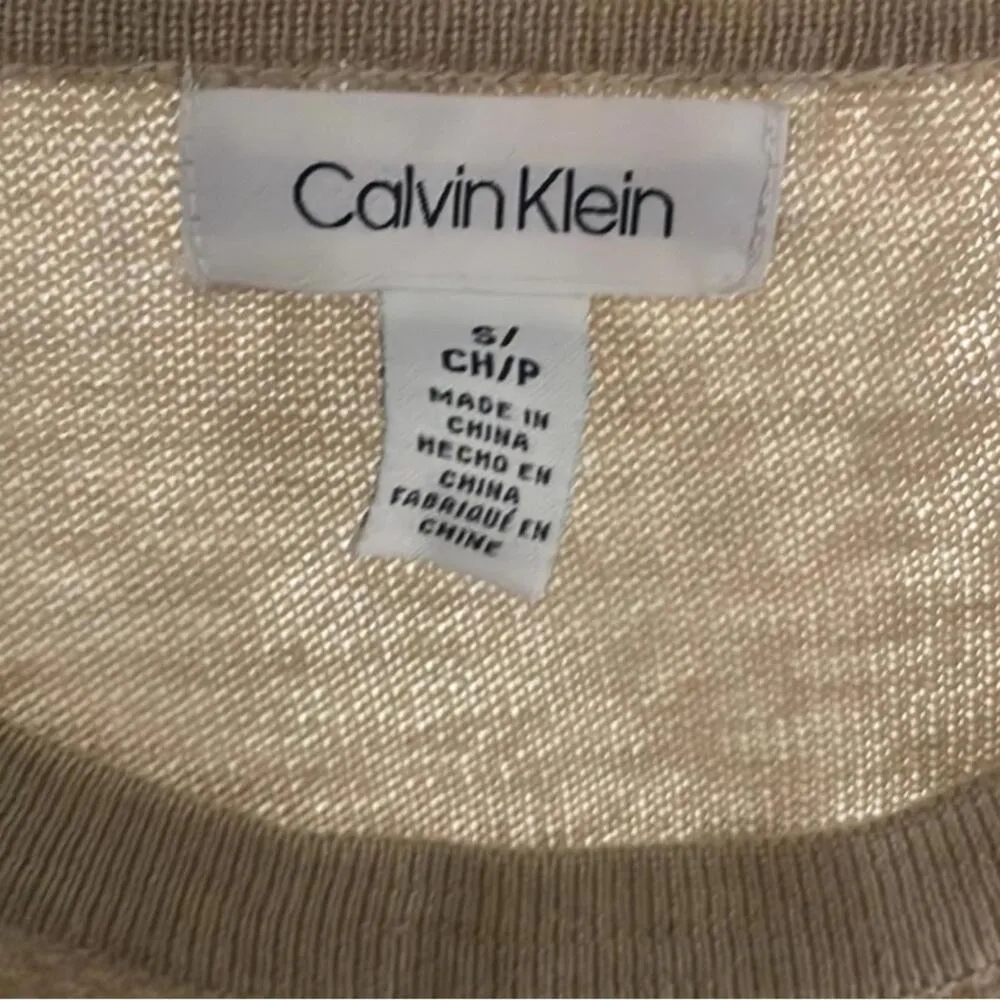 Calvin Klein
S/
CH/P
MADE IN
CHINA
HECHO EN
CHINA
FABRIQUÉ EN
CHINE